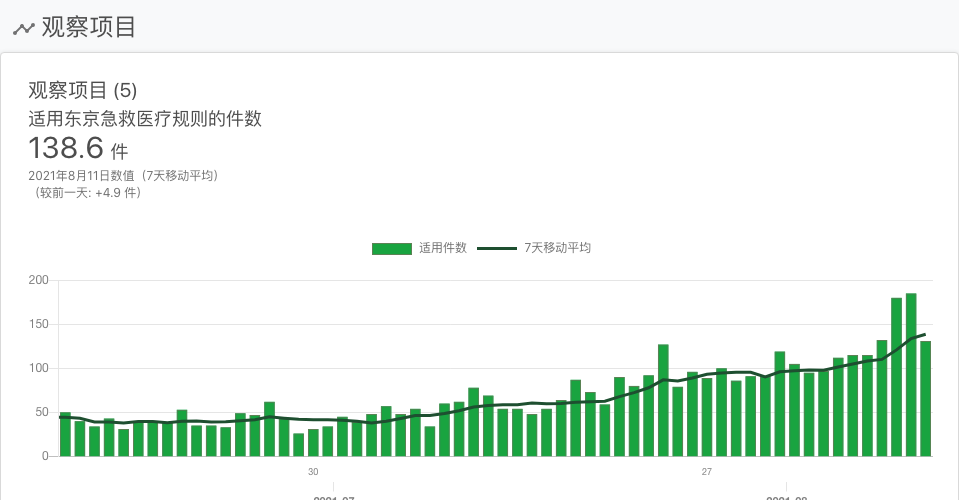 观察项目
观察项目 (5)
适用东京急救医疗规则的件数
138.6 件
2021年8月11日数值（7天移动平均）
（较前一天: +4.9 件）
适用件数 7天移动平均
200
150
100
50
0
30 27
2021-07 2021-08